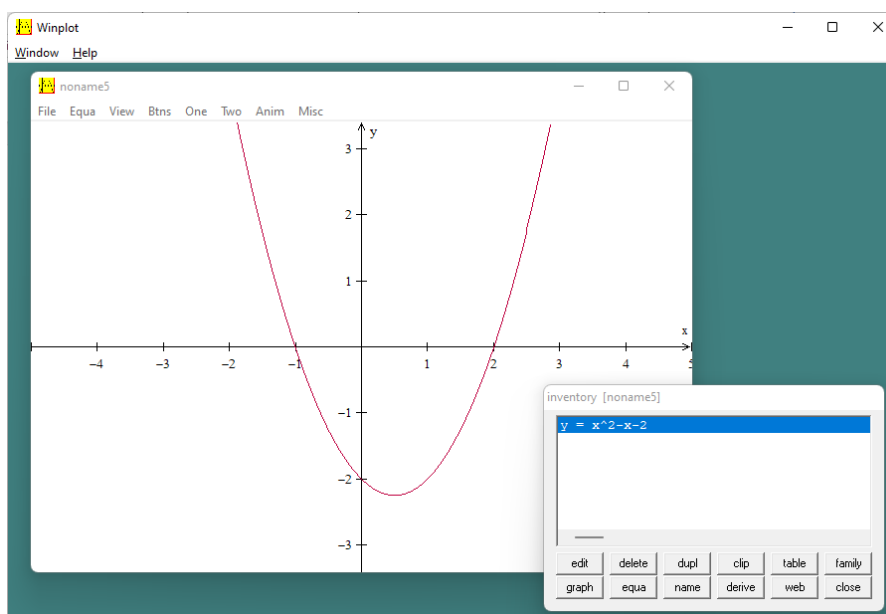 Winplot
Window Help
noname5
File Equa View Btns One Two Anim Misc
y
3
2
1
x
-4 -3 -2 -1 1 2 3 4 5
-1
-2
-3
inventory [noname5]
y = x^2-x-2
edit delete dupl clip table family
graph equa name derive web close